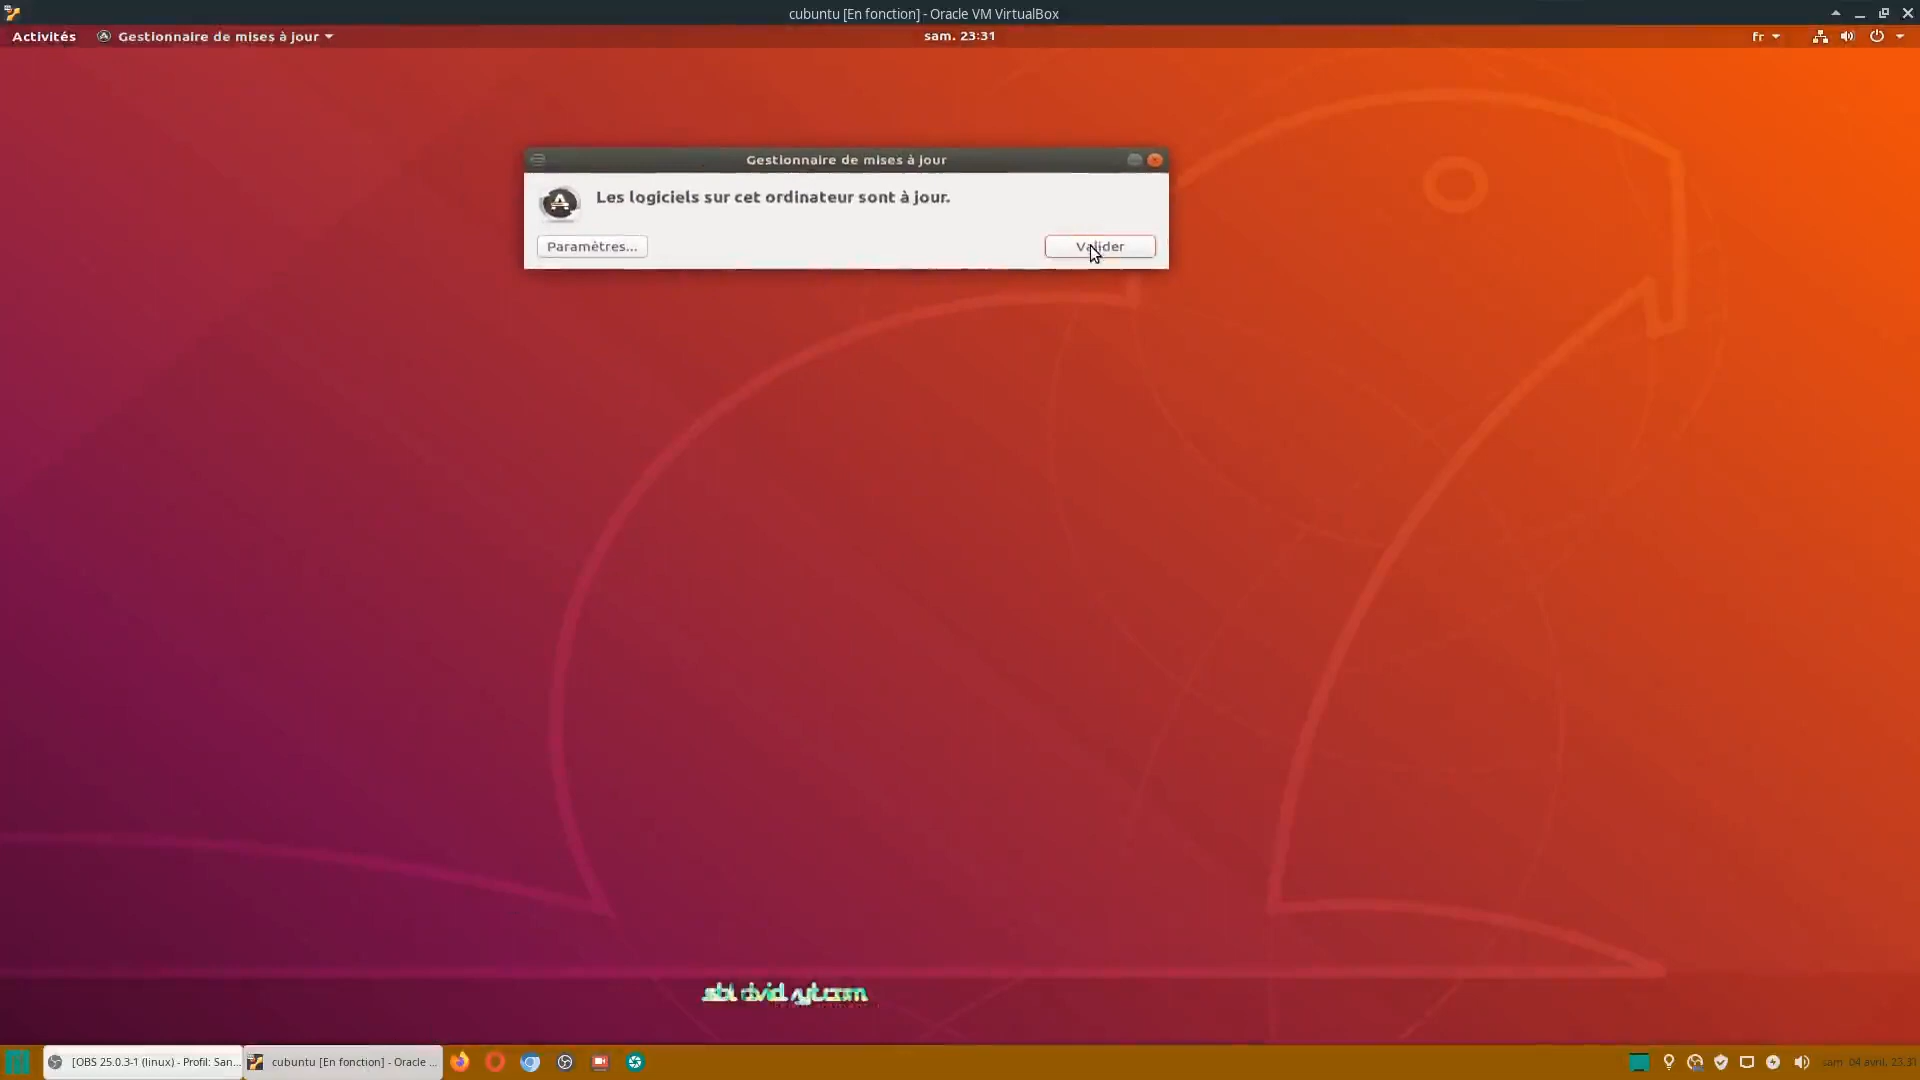 cubuntu [En fonction] - Oracle VM VirtualBox
Activités Gestionnaire de mises à jour sam. 23:31 fr
Gestionnaire de mises à jour
Les logiciels sur cet ordinateur sont à jour.
Paramètres... Valider
[OBS 25.0.3-1 (linux) - Profil: San... cubuntu [En fonction] - Oracle ... sam. 04 avril, 23:31